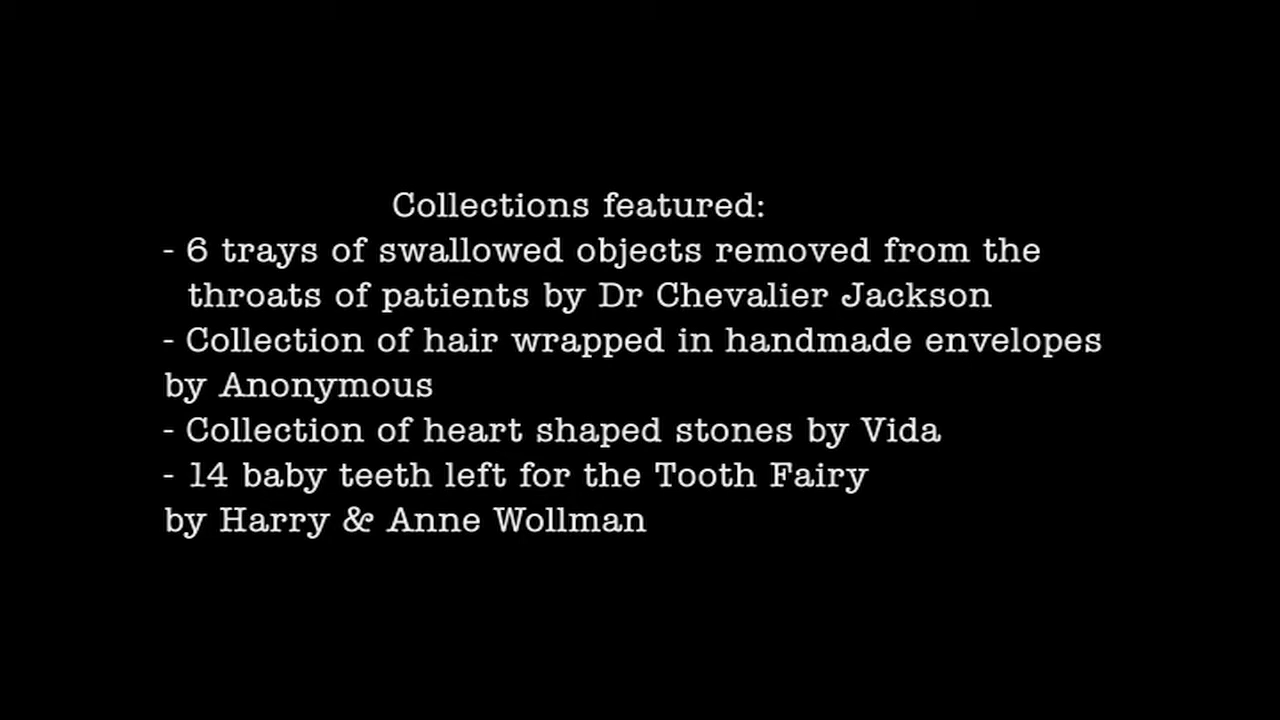 Collections featured:
- 6 trays of swallowed objects removed from the
throats of patients by Dr Chevalier Jackson
- Collection of hair wrapped in handmade envelopes
by Anonymous
- Collection of heart shaped stones by Vida
- 14 baby teeth left for the Tooth Fairy
by Harry & Anne Wollman